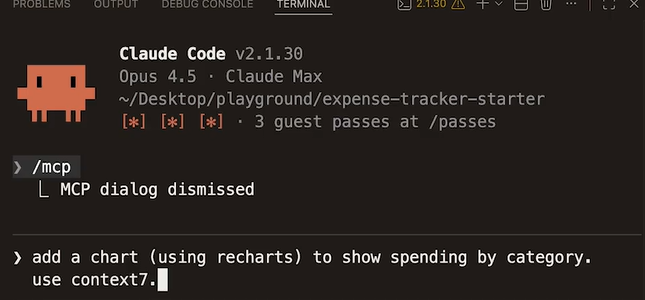 PROBLEMS OUTPUT DEBUG CONSOLE TERMINAL 2.1.30
Claude Code v2.1.30
Opus 4.5 · Claude Max
~/Desktop/playground/expense-tracker-starter
[✻] [✻] [✻] · 3 guest passes at /passes
❯ /mcp
⎿ MCP dialog dismissed
❯ add a chart (using recharts) to show spending by category.
use context7.